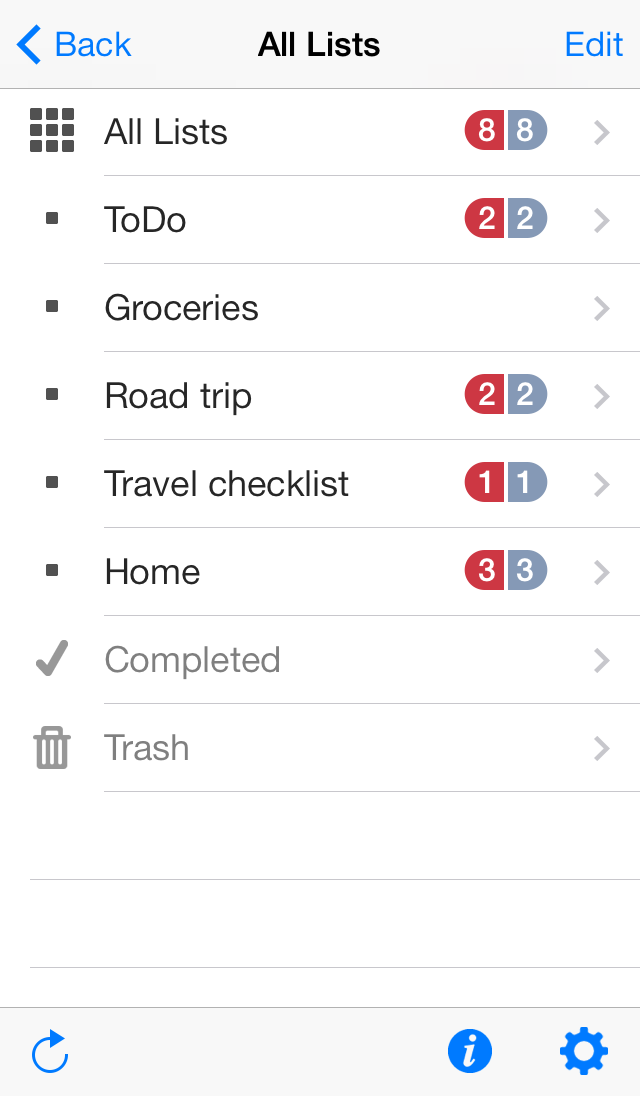 Back All Lists Edit
All Lists 8 8
ToDo 2 2
Groceries
Road trip 2 2
Travel checklist 1 1
Home 3 3
Completed
Trash
i